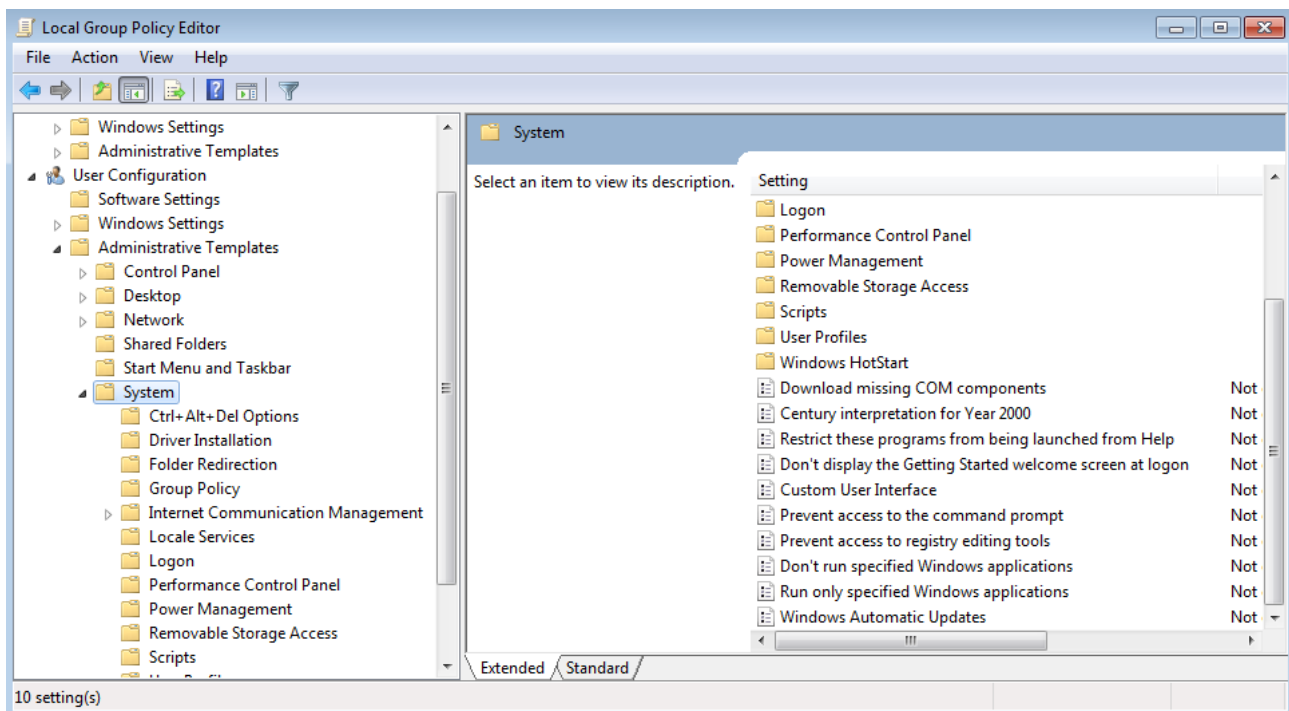 Local Group Policy Editor
File Action View Help
Windows Settings
Administrative Templates
User Configuration
Software Settings
Windows Settings
Administrative Templates
Control Panel
Desktop
Network
Shared Folders
Start Menu and Taskbar
System
Ctrl+Alt+Del Options
Driver Installation
Folder Redirection
Group Policy
Internet Communication Management
Locale Services
Logon
Performance Control Panel
Power Management
Removable Storage Access
Scripts
System
Select an item to view its description.
Setting
Logon
Performance Control Panel
Power Management
Removable Storage Access
Scripts
User Profiles
Windows HotStart
Download missing COM components Not
Century interpretation for Year 2000 Not
Restrict these programs from being launched from Help Not
Don't display the Getting Started welcome screen at logon Not
Custom User Interface Not
Prevent access to the command prompt Not
Prevent access to registry editing tools Not
Don't run specified Windows applications Not
Run only specified Windows applications Not
Windows Automatic Updates Not
Extended Standard
10 setting(s)